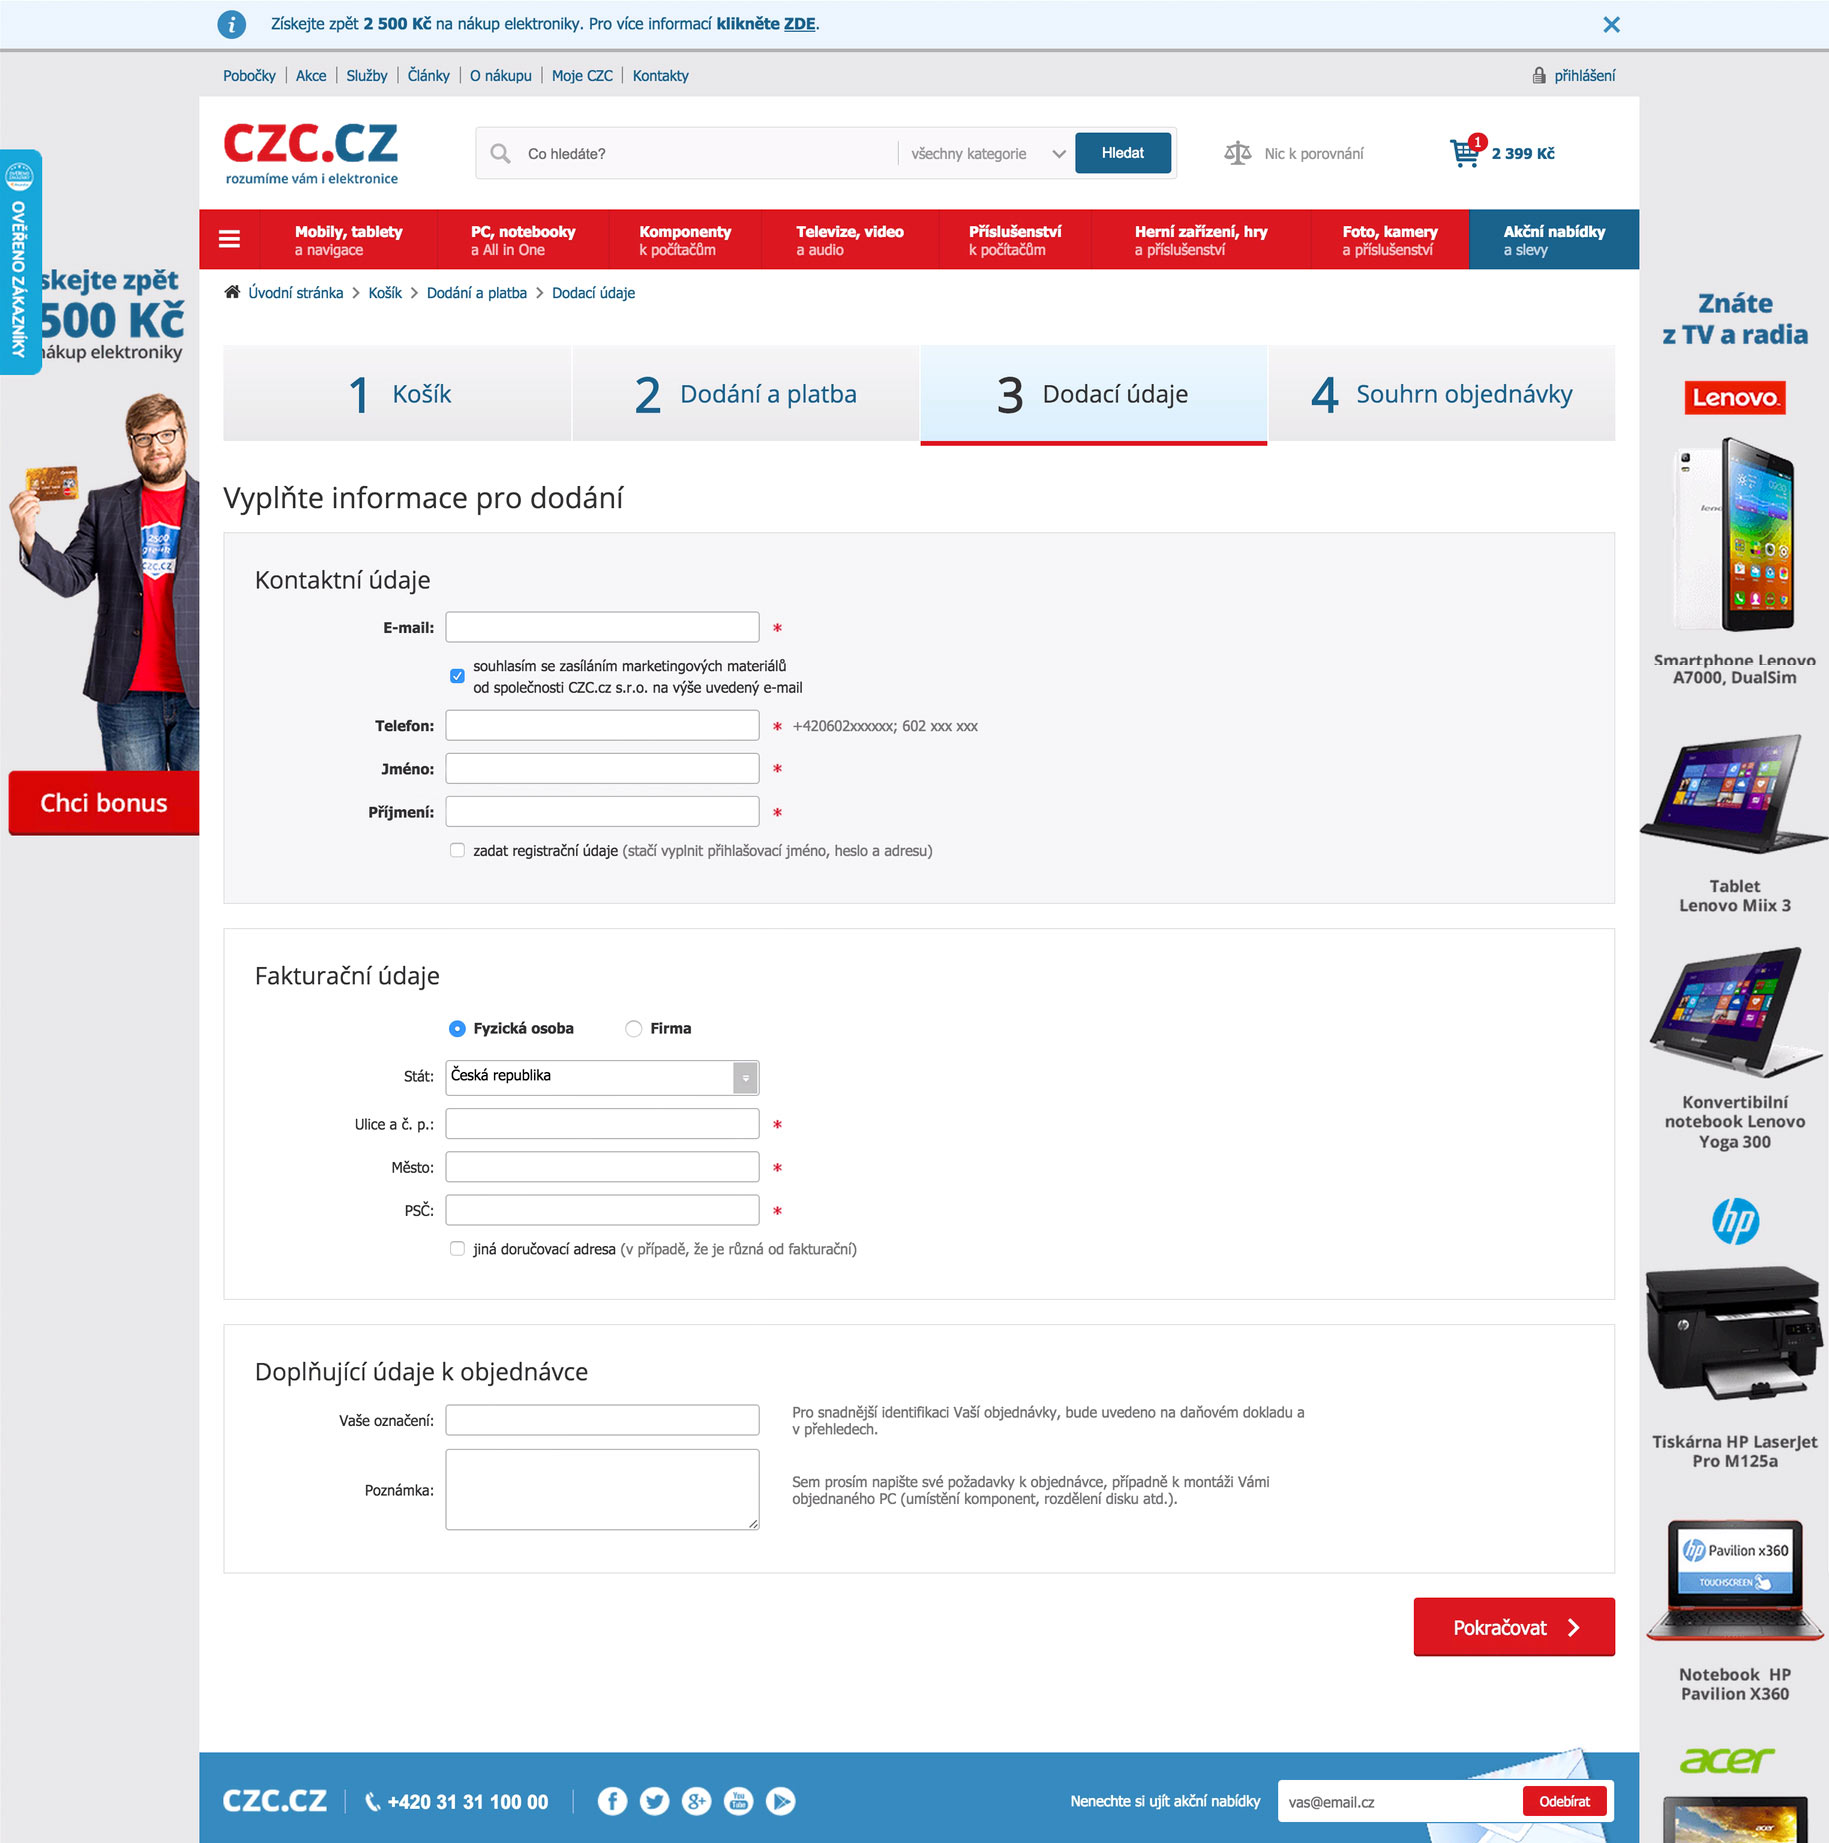 Získejte zpět 2 500 Kč na nákup elektroniky. Pro více informací klikněte ZDE.
Pobočky | Akce | Služby | Články | O nákupu | Moje CZC | Kontakty
přihlášení
CZC.CZ
rozumíme vám i elektronice
Co hledáte?
všechny kategorie
Hledat
Nic k porovnání
1
2 399 Kč
Mobily, tablety
a navigace
PC, notebooky
a All in One
Komponenty
k počítačům
Televize, video
a audio
Příslušenství
k počítačům
Herní zařízení, hry
a příslušenství
Foto, kamery
a příslušenství
Akční nabídky
a slevy
Úvodní stránka > Košík > Dodání a platba > Dodací údaje
OVĚŘENO ZÁKAZNÍKY
skejte zpět
500 Kč
nákup elektroniky
2500
CZC.CZ
Chci bonus
1 Košík
2 Dodání a platba
3 Dodací údaje
4 Souhrn objednávky
Vyplňte informace pro dodání
Kontaktní údaje
E-mail: *
souhlasím se zasíláním marketingových materiálů
od společnosti CZC.cz s.r.o. na výše uvedený e-mail
Telefon: * +420602xxxxxx; 602 xxx xxx
Jméno: *
Příjmení: *
zadat registrační údaje (stačí vyplnit přihlašovací jméno, heslo a adresu)
Fakturační údaje
Fyzická osoba
Firma
Stát: Česká republika
Ulice a č. p.: *
Město: *
PSČ: *
jiná doručovací adresa (v případě, že je různá od fakturační)
Doplňující údaje k objednávce
Vaše označení:
Pro snadnější identifikaci Vaší objednávky, bude uvedeno na daňovém dokladu a
v přehledech.
Poznámka:
Sem prosím napište své požadavky k objednávce, případně k montáži Vámi
objednaného PC (umístění komponent, rozdělení disku atd.).
Pokračovat
Znáte
z TV a radia
Lenovo
Smartphone Lenovo
A7000, DualSim
Tablet
Lenovo Miix 3
Konvertibilní
notebook Lenovo
Yoga 300
hp
Tiskárna HP LaserJet
Pro M125a
hp Pavilion x360
TOUCHSCREEN
Notebook HP
Pavilion X360
acer
acer
CZC.CZ
+420 31 31 100 00
f
g+
You
Tube
Nenechte si ujít akční nabídky
vas@email.cz
Odebírat